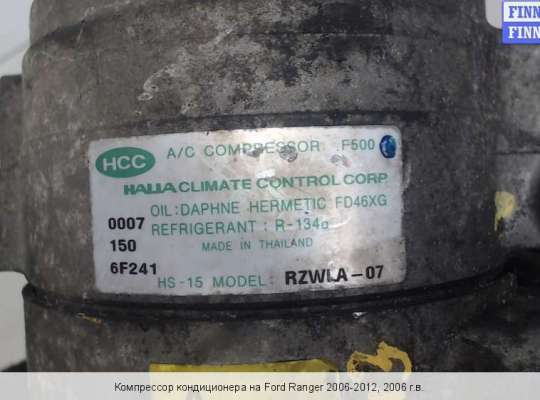 FINN
FINN
HCC
A/C COMPRESSOR F500
HALLA CLIMATE CONTROL CORP.
OIL: DAPHNE HERMETIC FD46XG
0007
REFRIGERANT : R-134a
150
MADE IN THAILAND
6F241
HS-15 MODEL: RZWLA-07
Компрессор кондиционера на Ford Ranger 2006-2012, 2006 г.в.